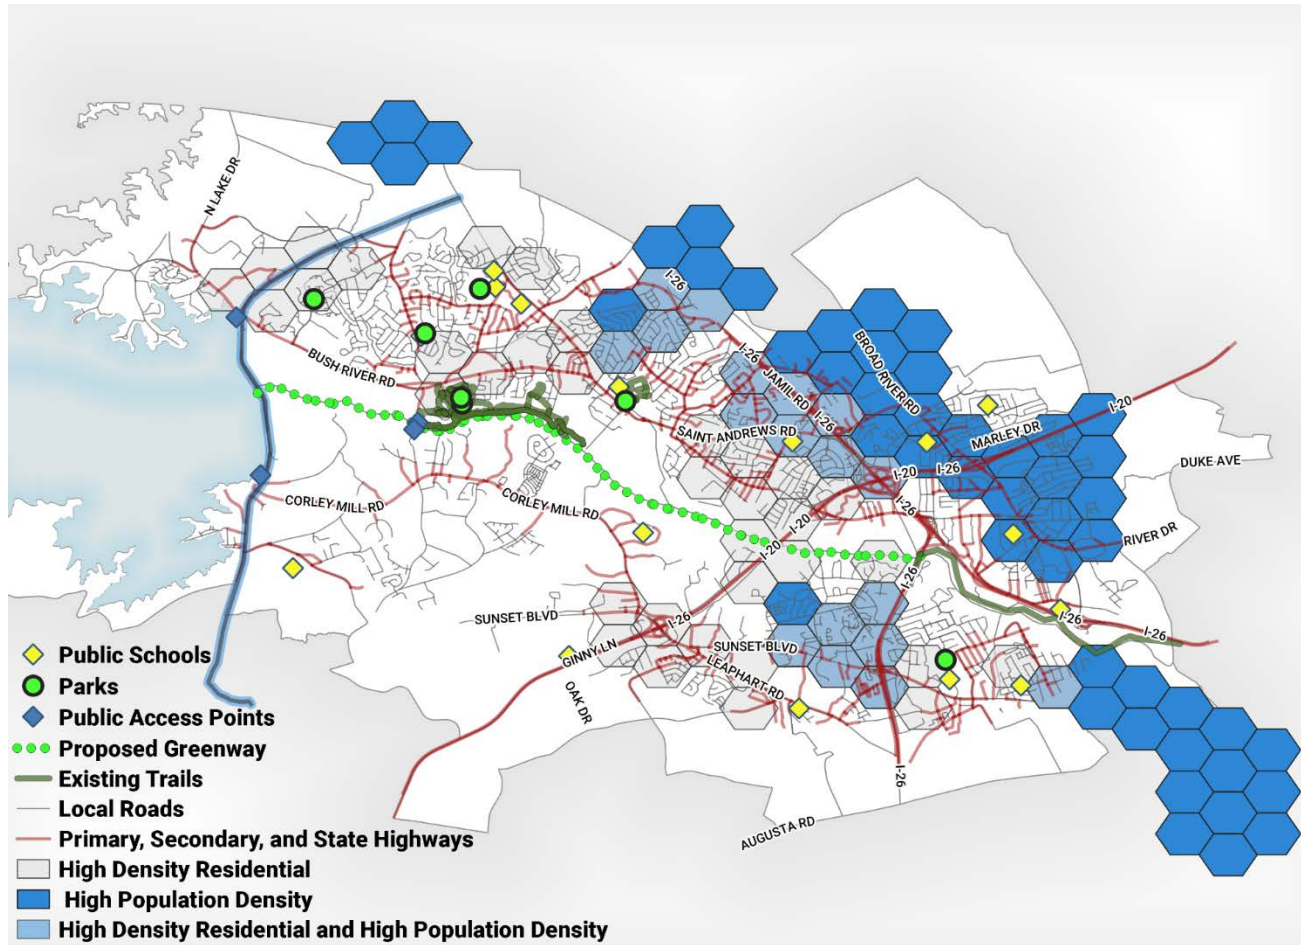 N LAKE DR
I-26
BUSH RIVER RD
I-26
JAMIL RD
BROAD RIVER RD
I-26
I-20
SAINT ANDREWS RD
MARLEY DR
DUKE AVE
I-20
I-26
CORLEY MILL RD
CORLEY MILL RD
I-26
I-20
RIVER DR
I-20
I-26
SUNSET BLVD
I-26
I-26
I-26
GINNY LN
SUNSET BLVD
LEAPHART RD
OAK DR
I-26
AUGUSTA RD
Public Schools
Parks
Public Access Points
Proposed Greenway
Existing Trails
Local Roads
Primary, Secondary, and State Highways
High Density Residential
High Population Density
High Density Residential and High Population Density